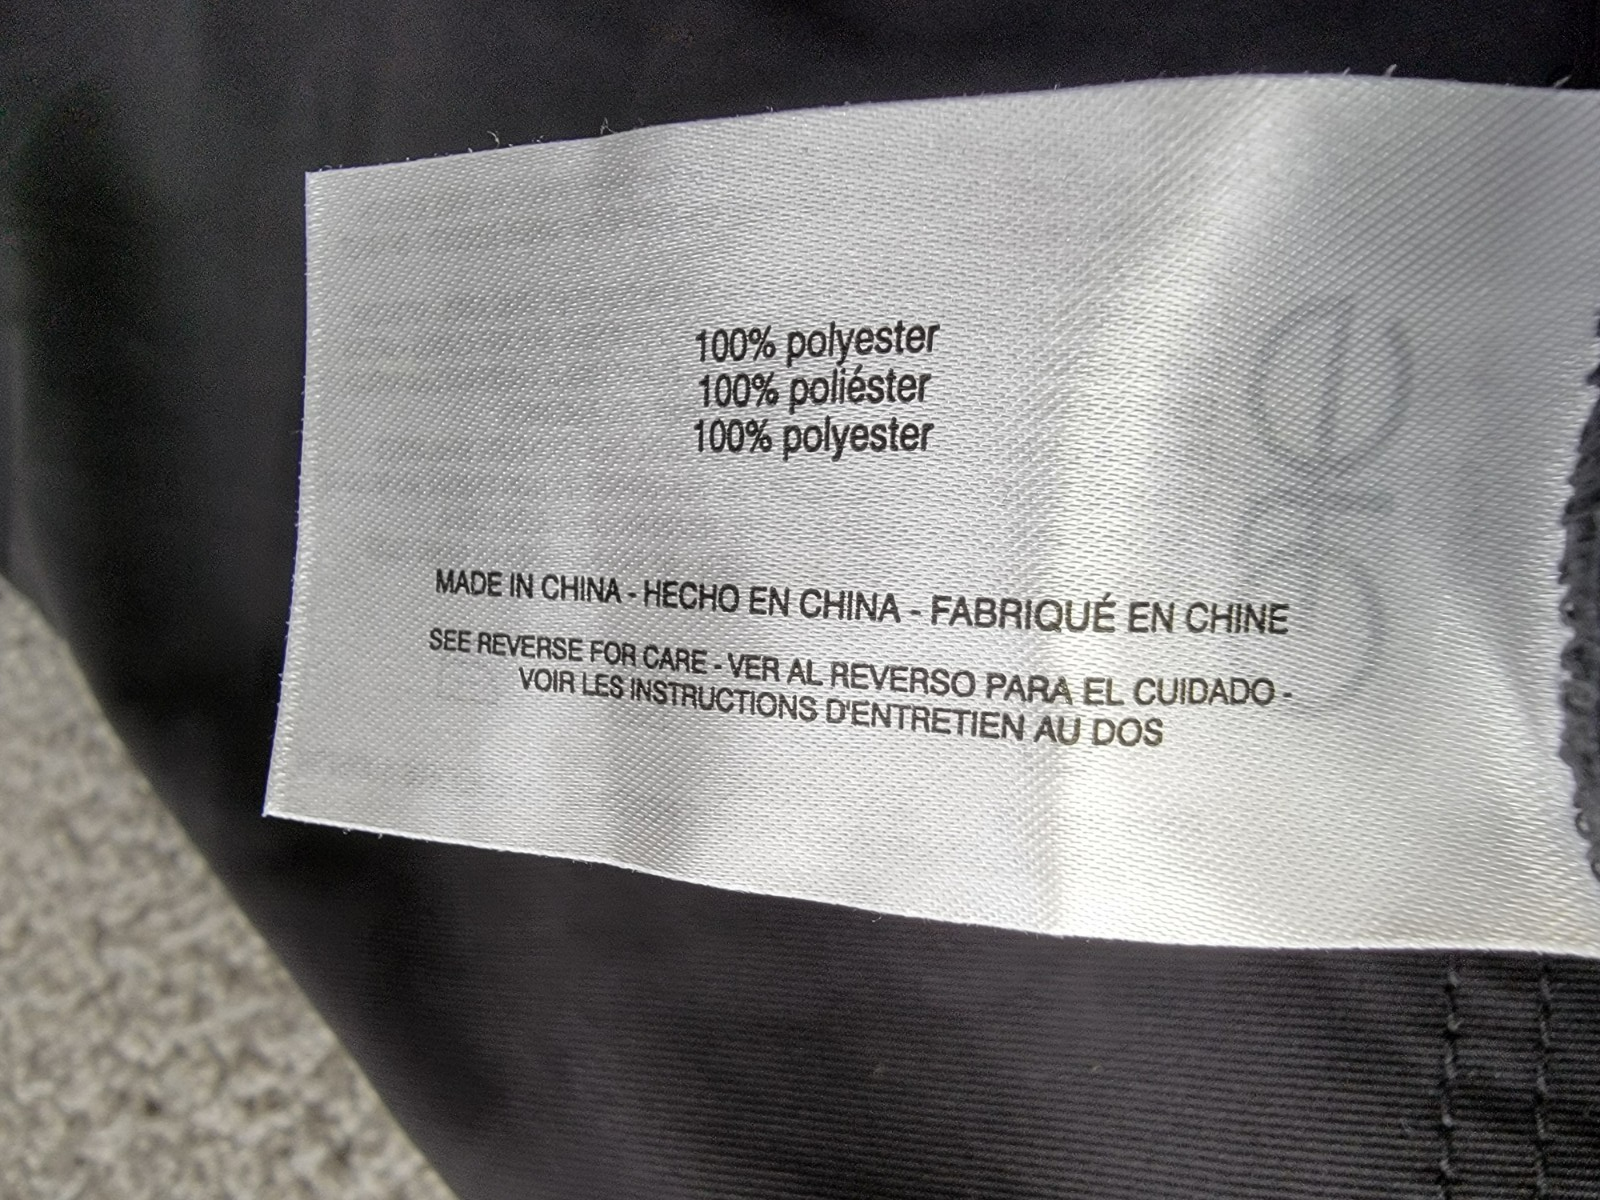 100% polyester
100% poliéster
100% polyester
MADE IN CHINA - HECHO EN CHINA - FABRIQUÉ EN CHINE
SEE REVERSE FOR CARE - VER AL REVERSO PARA EL CUIDADO -
VOIR LES INSTRUCTIONS D'ENTRETIEN AU DOS